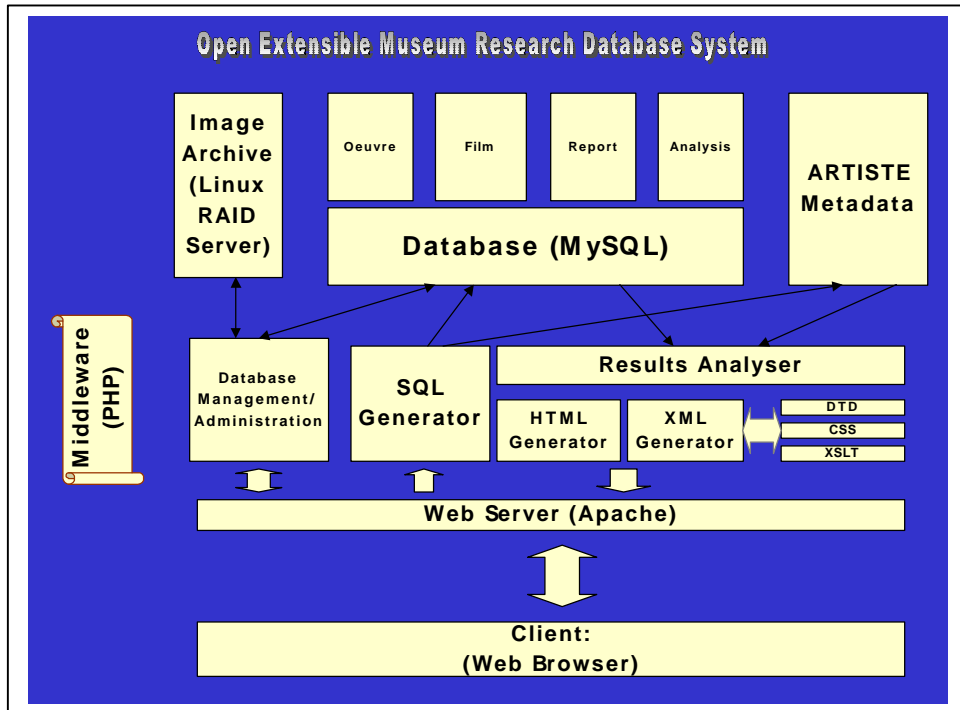 Open Extensible Museum Research Database System
Image
Archive
(Linux
RAID
Server)
Oeuvre
Film
Report
Analysis
ARTISTE
Metadata
Database (MySQL)
Middleware
(PHP)
Database
Management/
Administration
SQL
Generator
Results Analyser
HTML
Generator
XML
Generator
DTD
CSS
XSLT
Web Server (Apache)
Client:
(Web Browser)